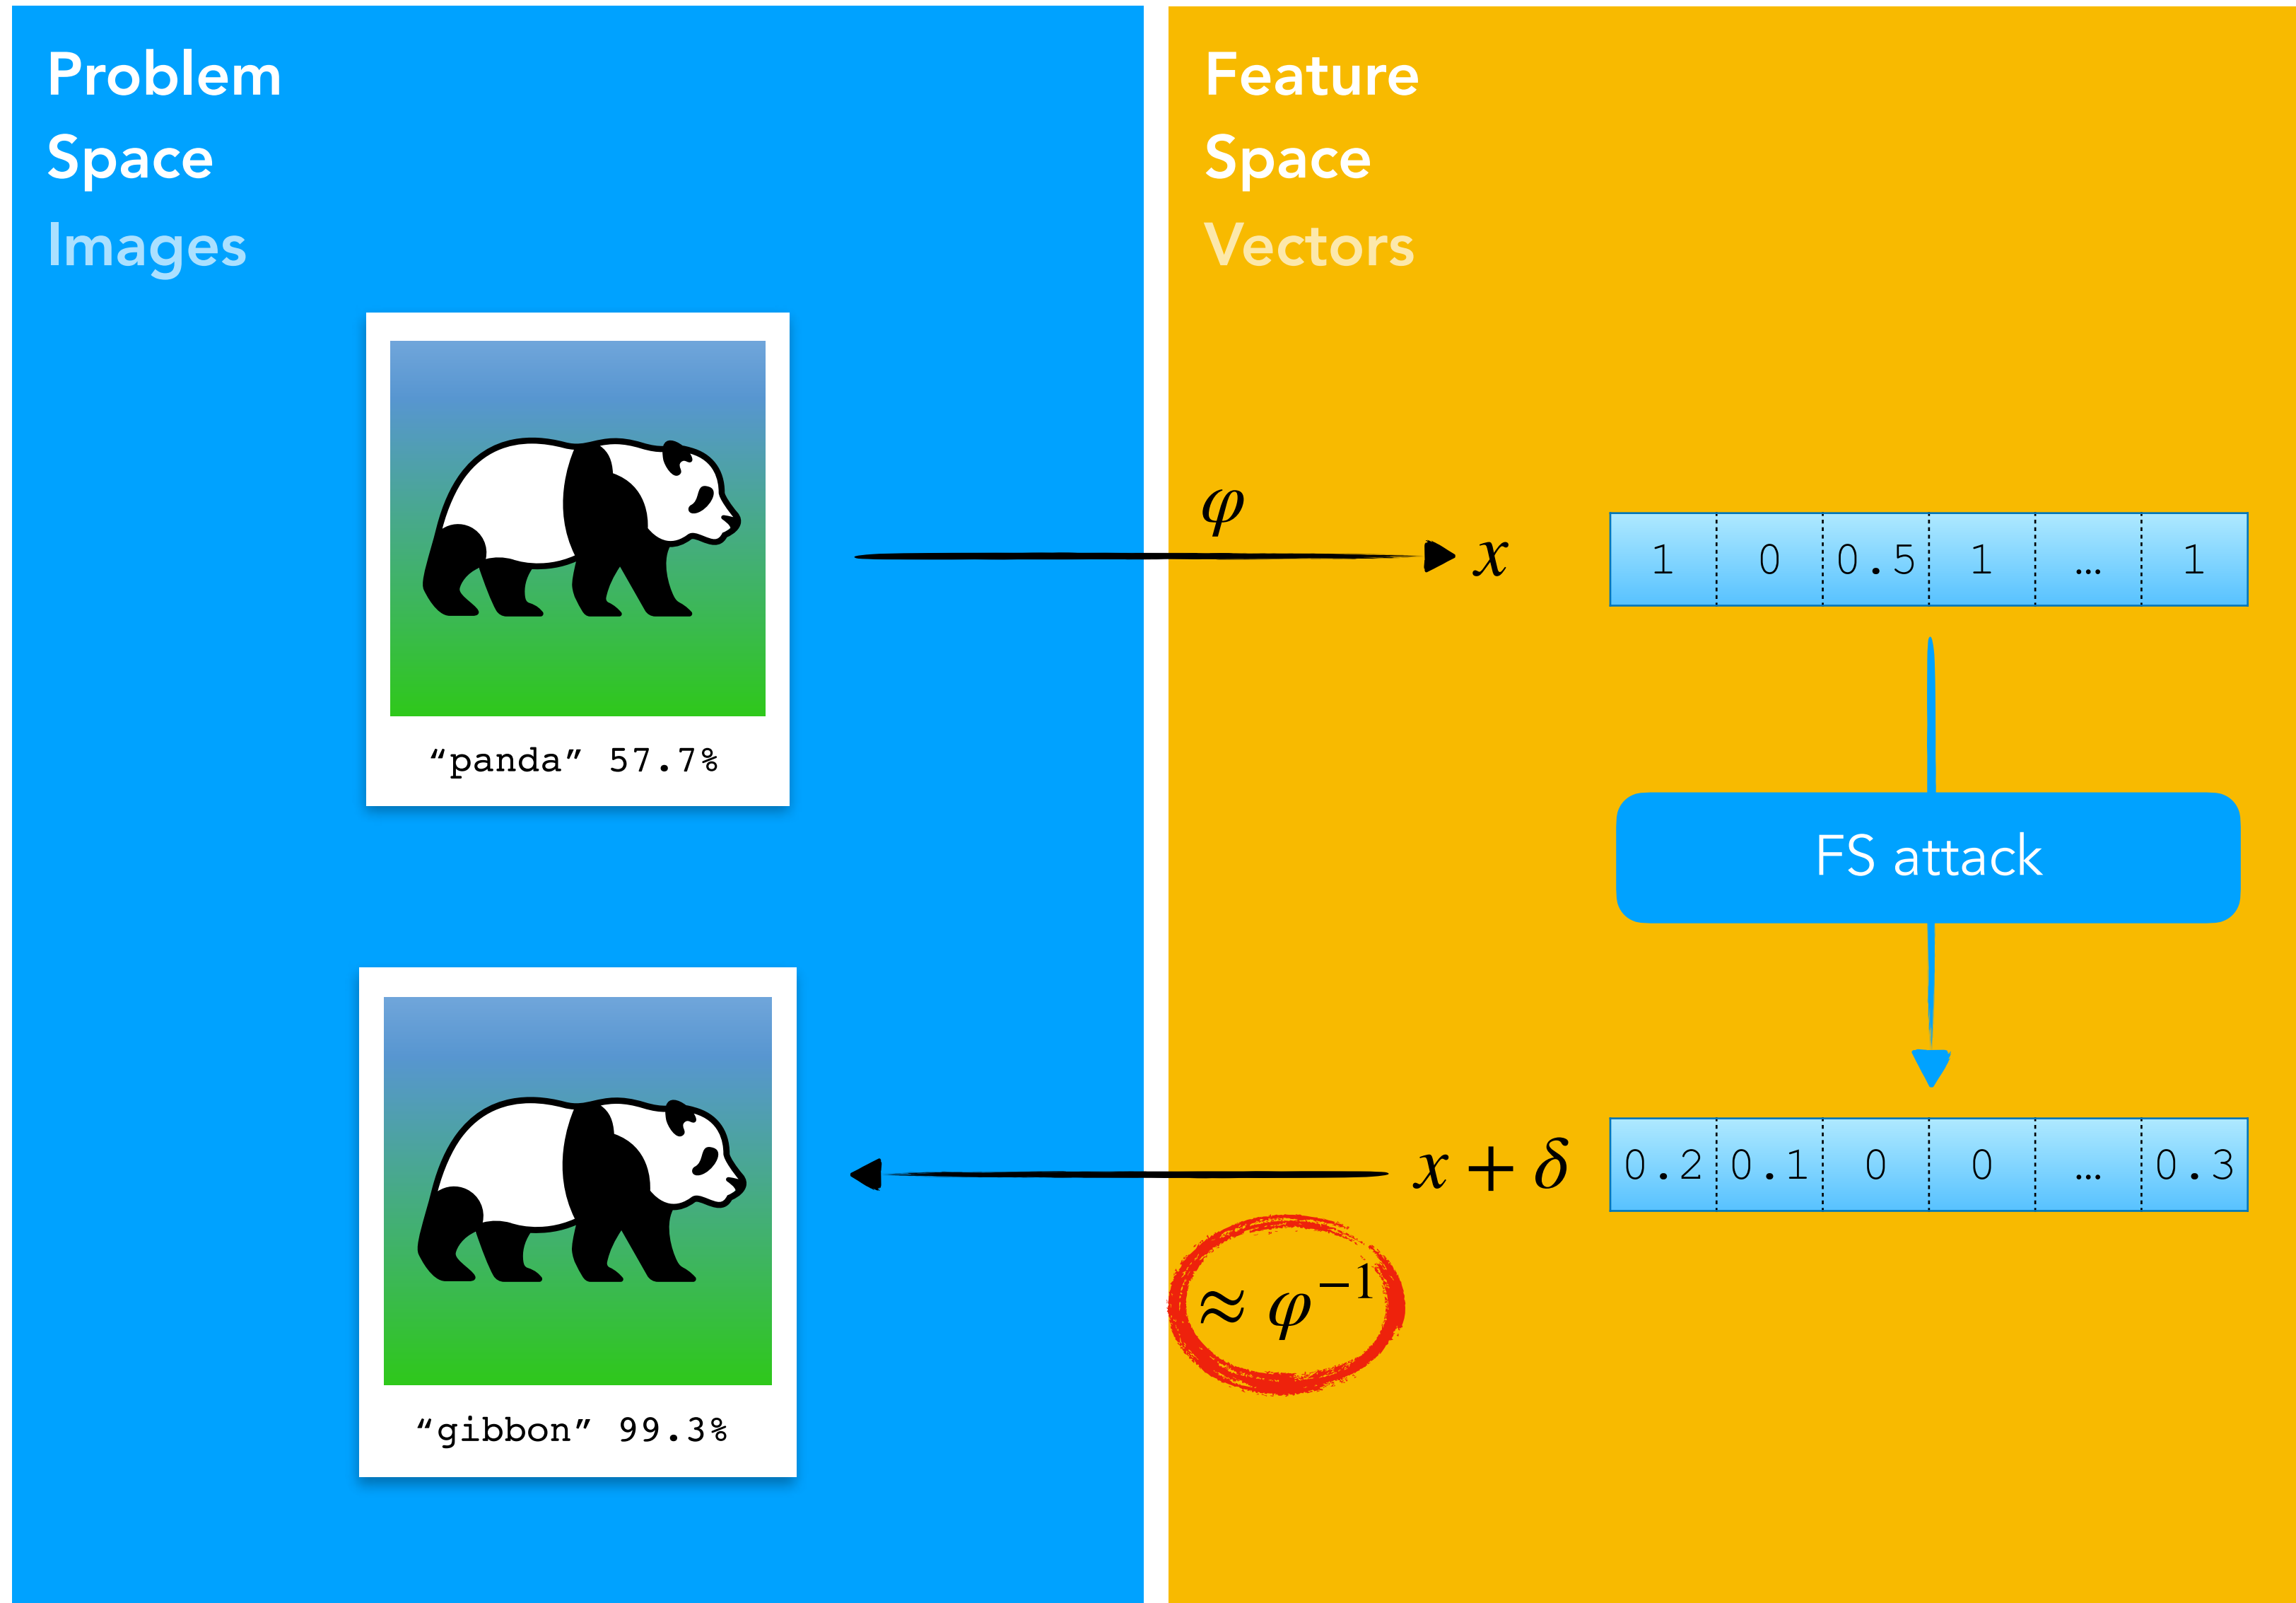 Problem
Space
Images
“panda” 57.7%
“gibbon” 99.3%
Feature
Space
Vectors
φ
x
1 0 0.5 1 … 1
FS attack
x + δ
0.2 0.1 0 0 … 0.3
≈ φ⁻¹